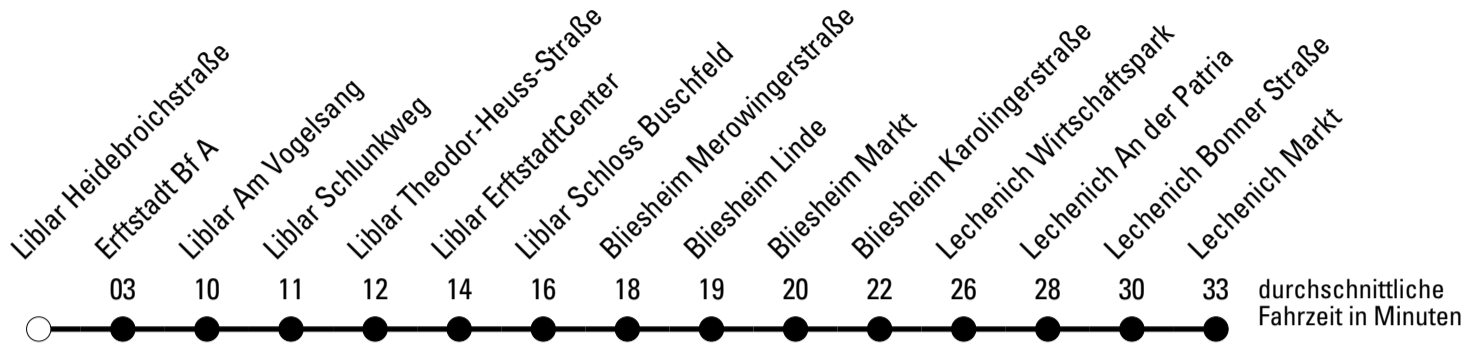 Liblar Heidebroichstraße
Erftstadt Bf A
Liblar Am Vogelsang
Liblar Schlunkweg
Liblar Theodor-Heuss-Straße
Liblar ErftstadtCenter
Liblar Schloss Buschfeld
Bliesheim Merowingerstraße
Bliesheim Linde
Bliesheim Markt
Bliesheim Karolingerstraße
Lechenich Wirtschaftspark
Lechenich An der Patria
Lechenich Bonner Straße
Lechenich Markt
03 10 11 12 14 16 18 19 20 22 26 28 30 33
durchschnittliche
Fahrzeit in Minuten